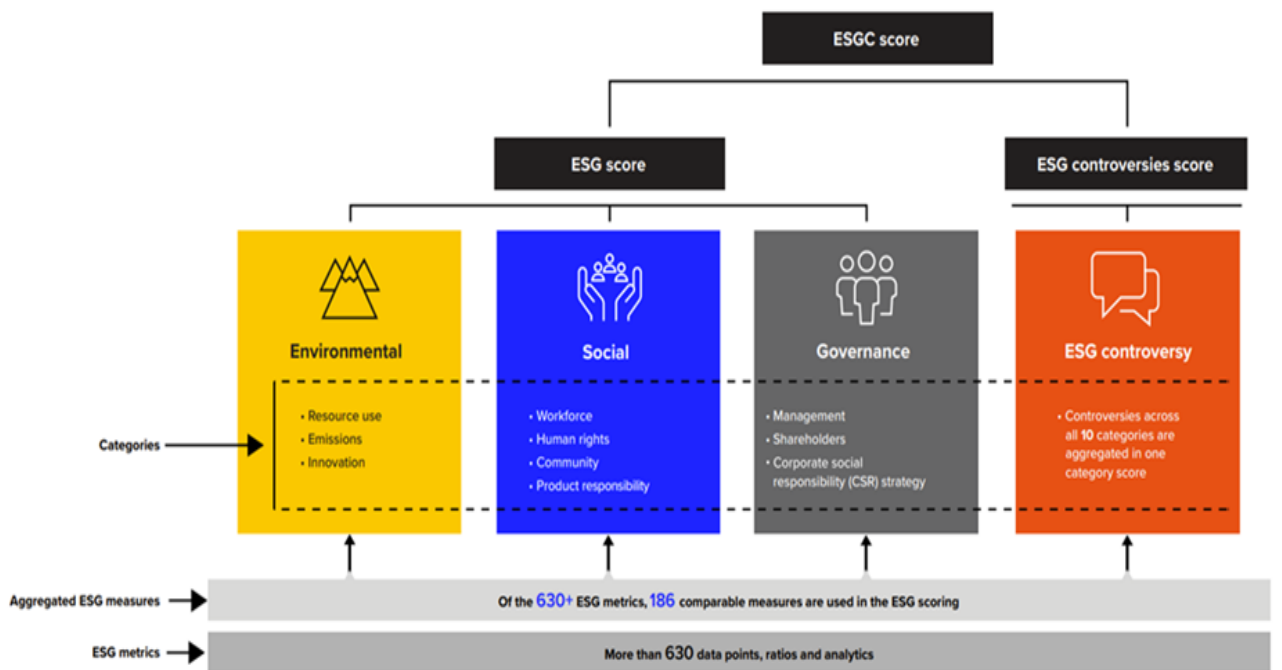 ESGC score
ESG score
ESG controversies score
Environmental
Social
Governance
ESG controversy
Categories
• Resource use
• Emissions
• Innovation
• Workforce
• Human rights
• Community
• Product responsibility
• Management
• Shareholders
• Corporate social
responsibility (CSR) strategy
• Controversies across
all 10 categories are
aggregated in one
category score
Aggregated ESG measures
Of the 630+ ESG metrics, 186 comparable measures are used in the ESG scoring
ESG metrics
More than 630 data points, ratios and analytics